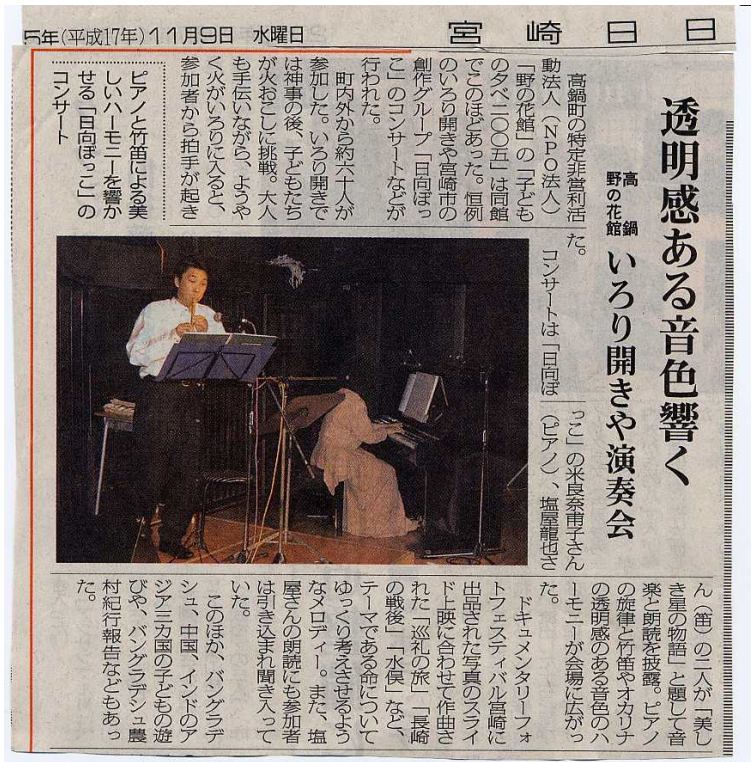 5年(平成17年)11月9日 水曜日
宮崎日日
透明感ある音色響く
高鍋
野の花館
いろり開きや演奏会
高鍋町の特定非営利活
動法人(NPO法人)
「野の花館」の「子ども
の夕べ二〇〇五」は同館
でこのほどあった。恒例
のいろり開きや宮崎市の
創作グループ「日向ぼっ
こ」のコンサートなどが
行われた。
町内外から約六十人が
参加した。いろり開きで
は神事の後、子どもたち
が火おこしに挑戦。大人
も手伝いながら、ようや
く火がいろりに入ると、
参加者から拍手が起き
た。
コンサートは「日向ぼ
っこ」の米良奈甫子さん
(ピアノ)、塩屋龍也さ
ん(笛)の二人が「美し
き星の物語」と題して音
楽と朗読を披露。ピアノ
の旋律と竹笛やオカリナ
の透明感のある音色のハ
ーモニーが会場に広がっ
た。
ドキュメンタリーフォ
トフェスティバル宮崎に
出品された写真のスライ
ド上映に合わせて作曲さ
れた「巡礼の旅」「長崎
の戦後」「水俣」など、
テーマである命について
ゆっくり考えさせるよう
なメロディー。また、塩
屋さんの朗読にも参加者
は引き込まれ聞き入って
いた。
このほか、バングラデ
シュ、中国、インドのア
ジア三カ国の子どもの遊
びや、バングラデシュ農
村紀行報告などもあっ
た。
ピアノと竹笛による美
しいハーモニーを響か
せる「日向ぼっこ」の
コンサート